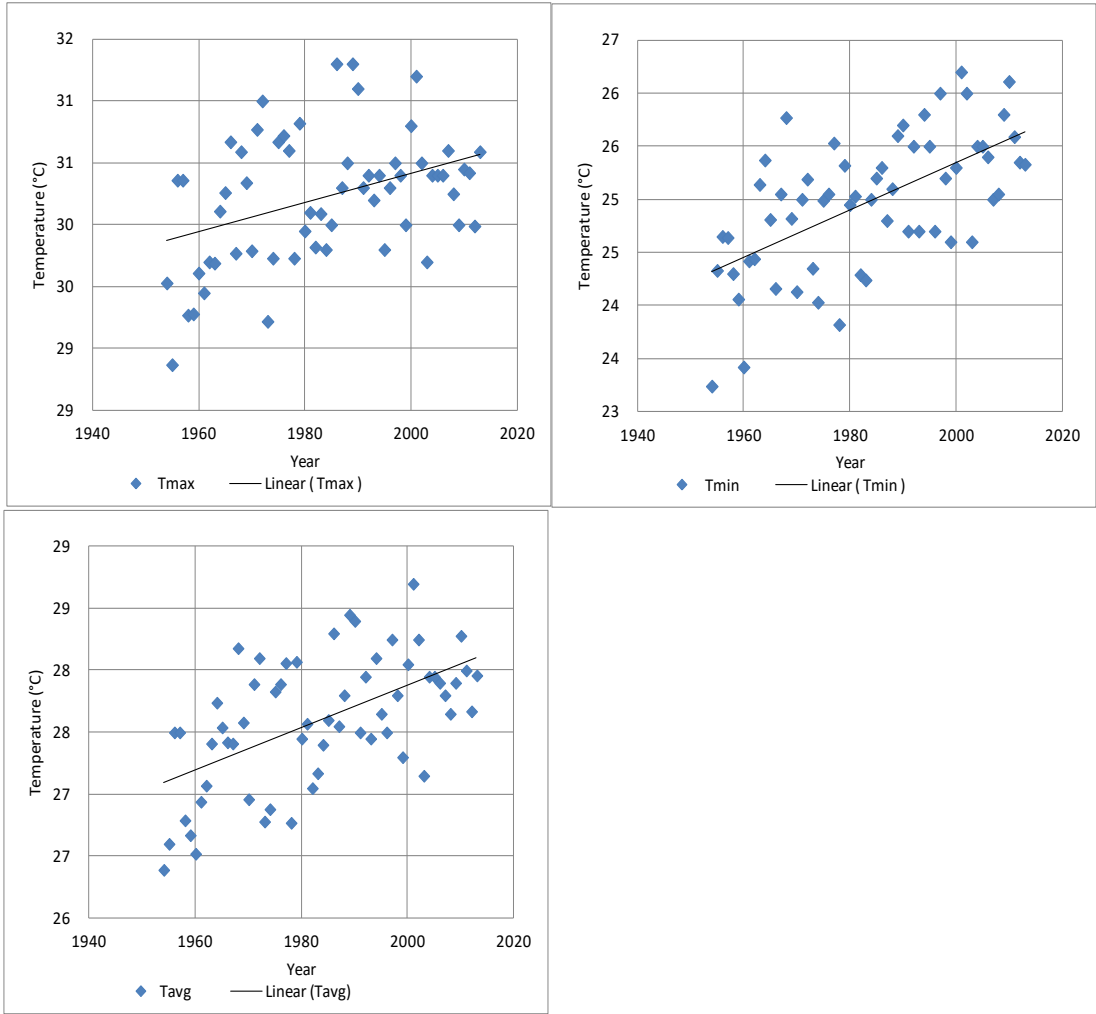 32
31
31
30
30
29
29
Temperature (°C)
1940 1960 1980 2000 2020
Year
Tmax Linear ( Tmax )
27
26
26
25
25
24
24
23
Temperature (°C)
1940 1960 1980 2000 2020
Year
Tmin Linear ( Tmin )
29
29
28
28
27
27
26
Temperature (°C)
1940 1960 1980 2000 2020
Year
Tavg Linear (Tavg)